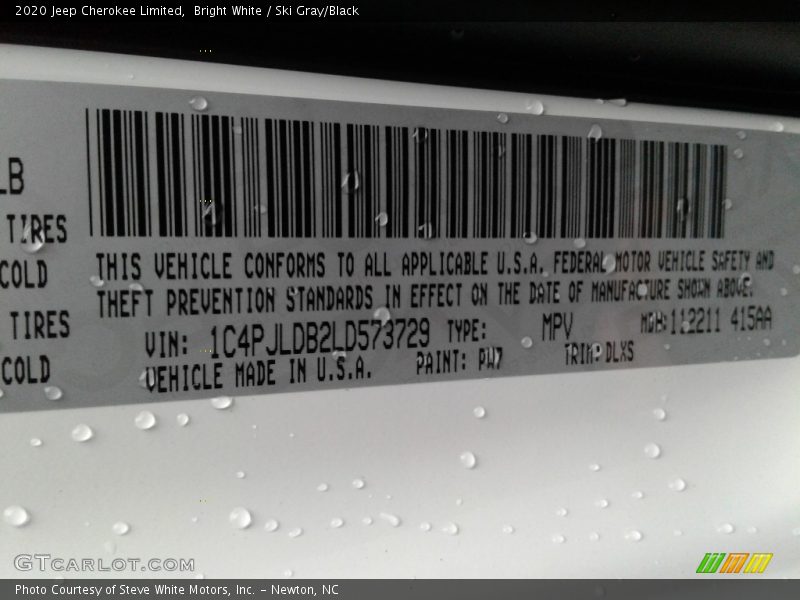 2020 Jeep Cherokee Limited, Bright White / Ski Gray/Black
LB
TIRES
COLD
TIRES
COLD
THIS VEHICLE CONFORMS TO ALL APPLICABLE U.S.A. FEDERAL MOTOR VEHICLE SAFETY AND
THEFT PREVENTION STANDARDS IN EFFECT ON THE DATE OF MANUFACTURE SHOWN ABOVE.
VIN: 1C4PJLDB2LD573729 TYPE: MPV MDH:112211 415AA
VEHICLE MADE IN U.S.A. PAINT: PW7 TRIM: DLXS
GTCARLOT.COM
Photo Courtesy of Steve White Motors, Inc. – Newton, NC